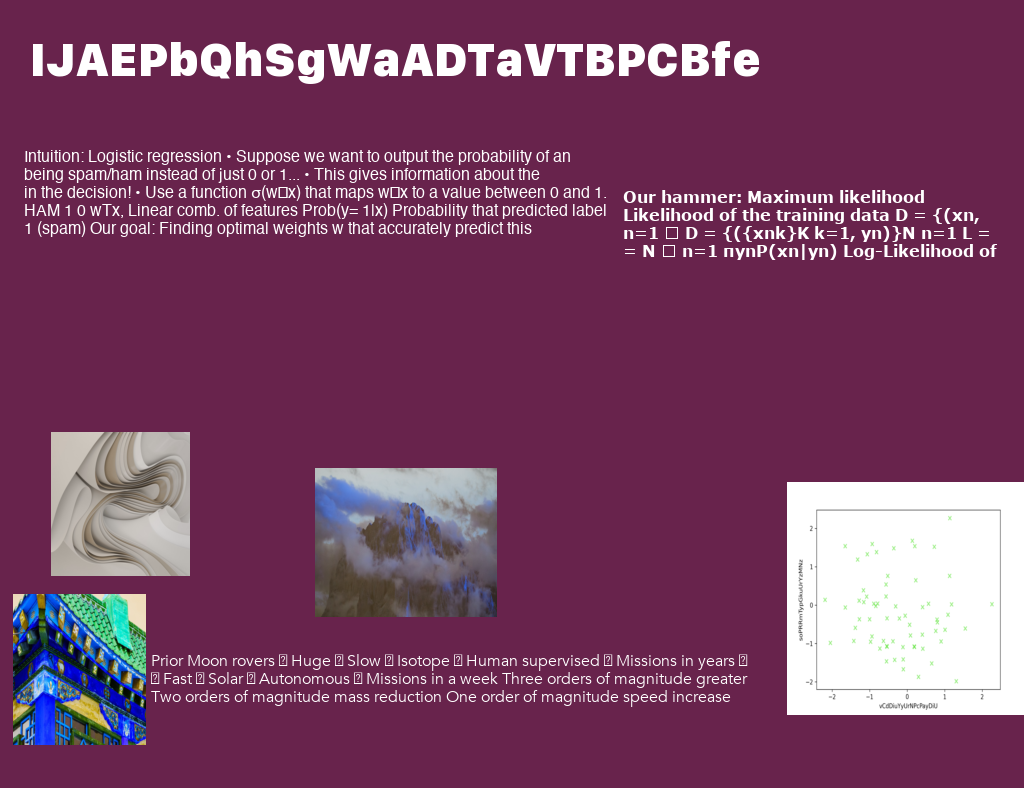 IJAEPbQhSgWaADTaVTBPCBfe
Intuition: Logistic regression • Suppose we want to output the probability of an
being spam/ham instead of just 0 or 1... • This gives information about the
in the decision! • Use a function σ(w□x) that maps w□x to a value between 0 and 1.
HAM 1 0 wTx, Linear comb. of features Prob(y= 1|x) Probability that predicted label
1 (spam) Our goal: Finding optimal weights w that accurately predict this
Our hammer: Maximum likelihood
Likelihood of the training data D = {(xn,
n=1 □ D = {({xnk}K k=1, yn)}N n=1 L =
= N □ n=1 πynP(xn|yn) Log-Likelihood of
Prior Moon rovers □ Huge □ Slow □ Isotope □ Human supervised □ Missions in years □
□ Fast □ Solar □ Autonomous □ Missions in a week Three orders of magnitude greater
Two orders of magnitude mass reduction One order of magnitude speed increase
2
1
0
−1
−2
−2 −1 0 1 2
vCdDiuYyUrNPcPayDiU